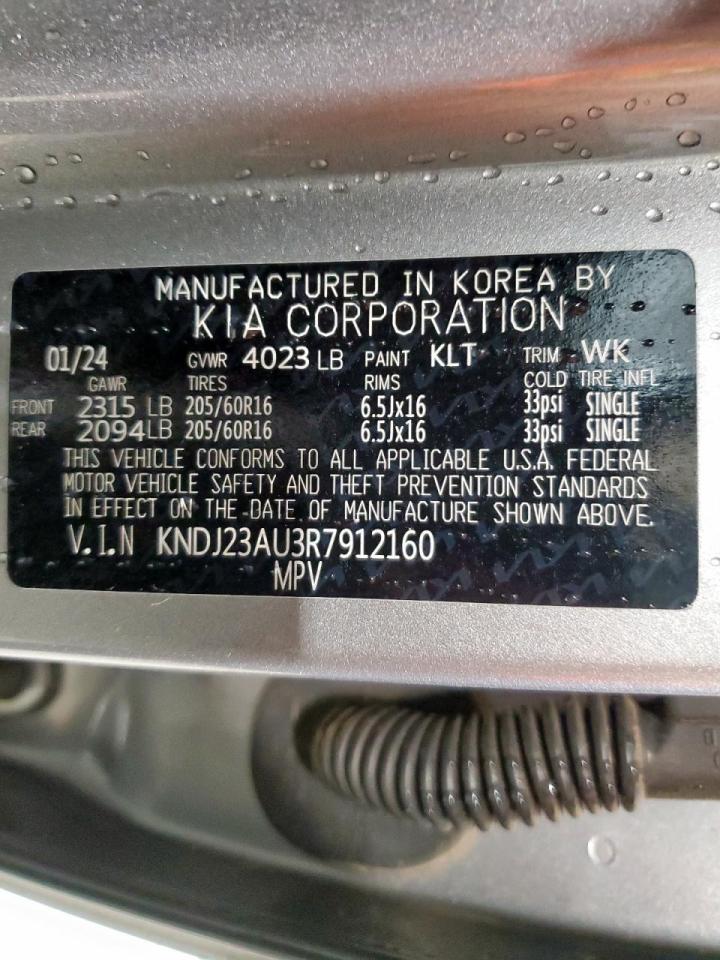 MANUFACTURED IN KOREA BY
KIA CORPORATION
01/24 GVWR 4023 LB PAINT KLT TRIM WK
GAWR TIRES RIMS COLD TIRE INFL
FRONT 2315 LB 205/60R16 6.5Jx16 33psi SINGLE
REAR 2094 LB 205/60R16 6.5Jx16 33psi SINGLE
THIS VEHICLE CONFORMS TO ALL APPLICABLE U.S.A. FEDERAL
MOTOR VEHICLE SAFETY AND THEFT PREVENTION STANDARDS
IN EFFECT ON THE DATE OF MANUFACTURE SHOWN ABOVE.
V.I.N KNDJ23AU3R7912160
MPV